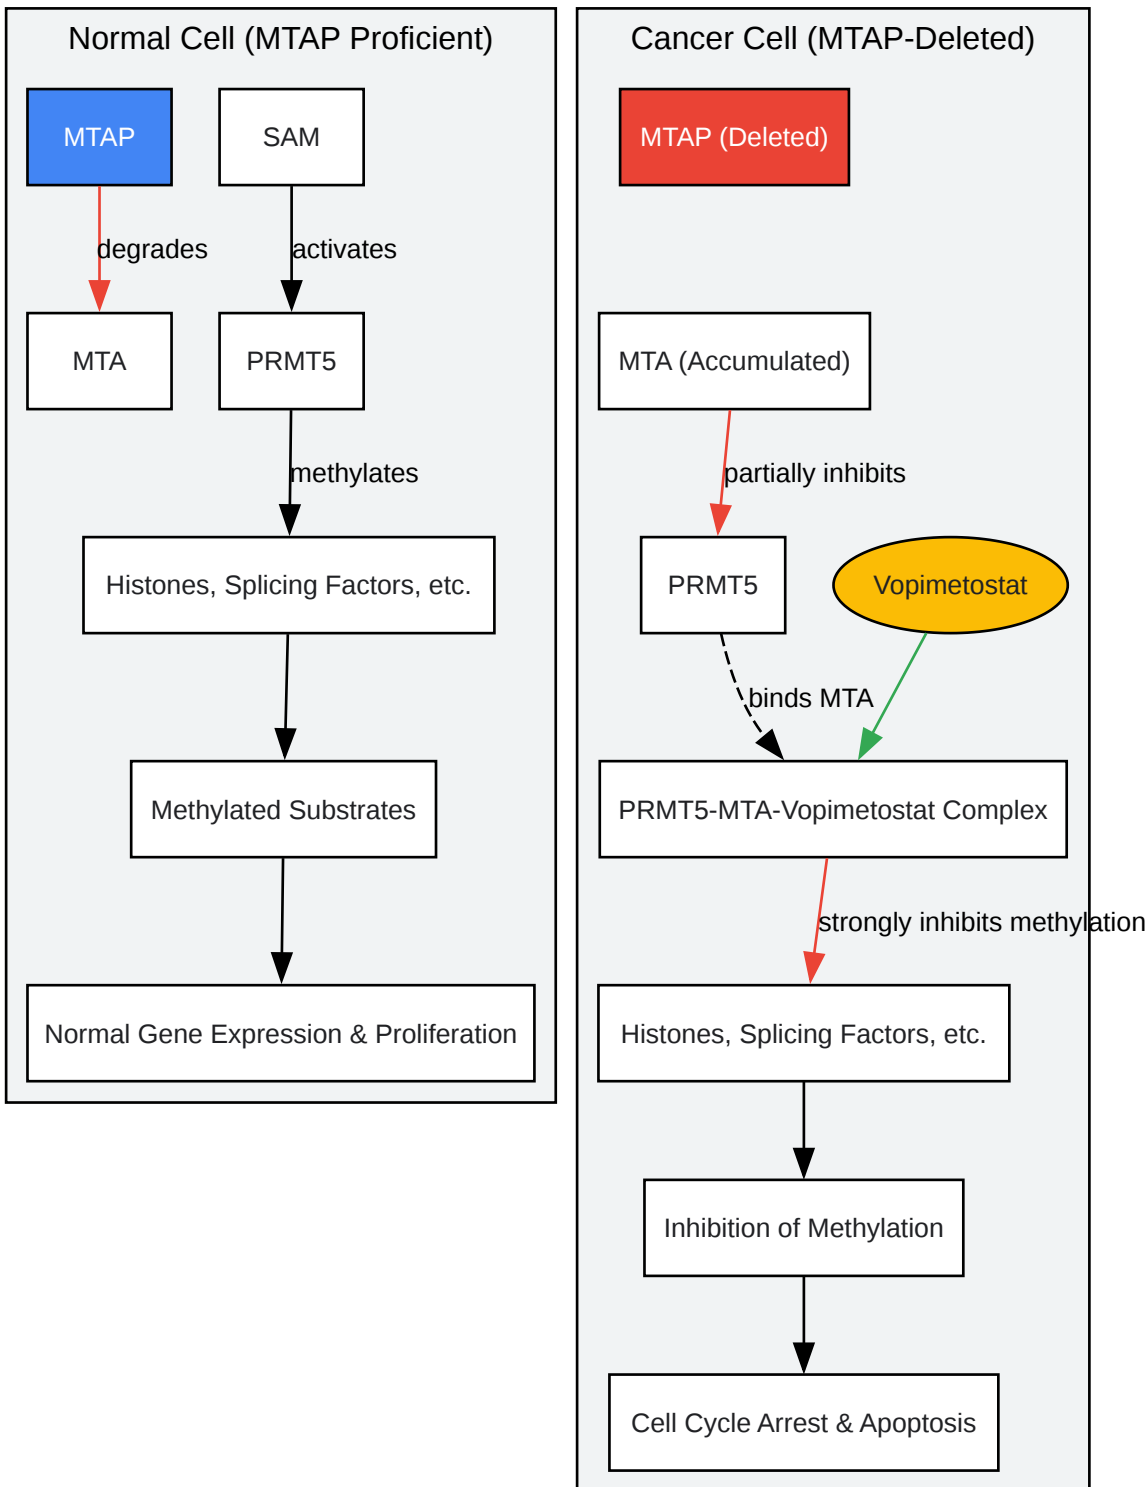 Normal Cell (MTAP Proficient)
MTAP
SAM
degrades
activates
MTA
PRMT5
methylates
Histones, Splicing Factors, etc.
Methylated Substrates
Normal Gene Expression & Proliferation
Cancer Cell (MTAP-Deleted)
MTAP (Deleted)
MTA (Accumulated)
partially inhibits
PRMT5
Vopimetostat
binds MTA
PRMT5-MTA-Vopimetostat Complex
strongly inhibits methylation
Histones, Splicing Factors, etc.
Inhibition of Methylation
Cell Cycle Arrest & Apoptosis